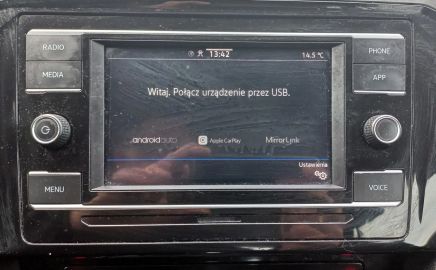 RADIO
MEDIA
MENU
13:42
14.5 °C
Witaj. Połącz urządzenie przez USB.
androidauto
Apple CarPlay
MirrorLink
Ustawienia
PHONE
APP
VOICE